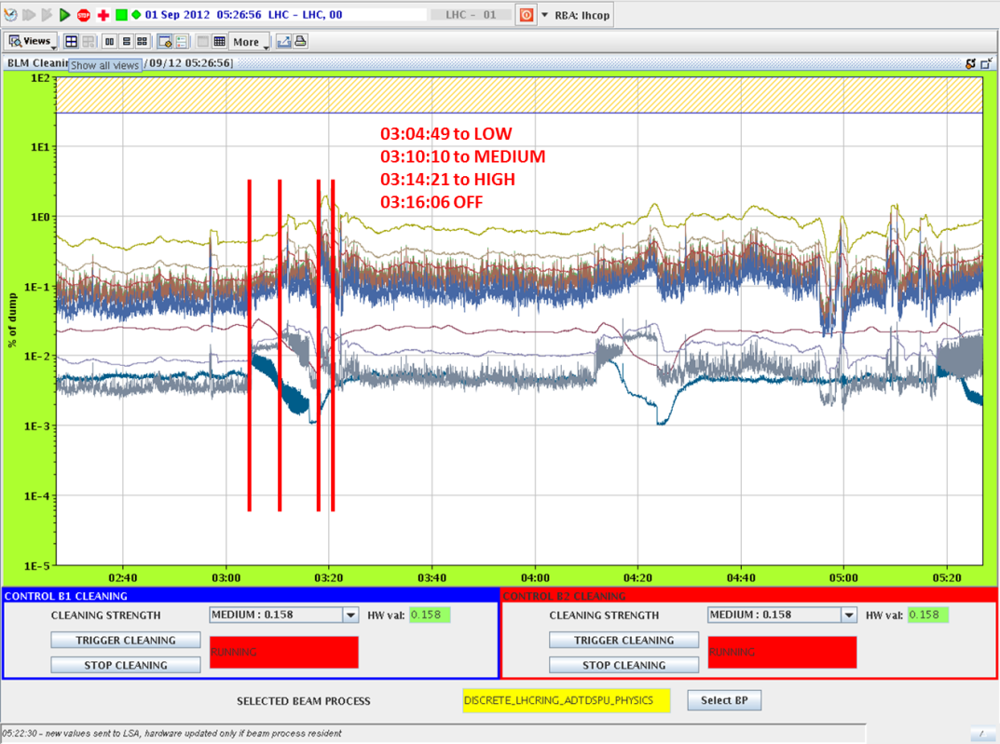 STOP 01 Sep 2012 05:26:56 LHC - LHC, 00 LHC - 01 RBA: lhcop
Views More
BLM Cleanin /09/12 05:26:56]
Show all views
1E2
1E1
1E0
1E-1
1E-2
1E-3
1E-4
1E-5
% of dump
03:04:49 to LOW
03:10:10 to MEDIUM
03:14:21 to HIGH
03:16:06 OFF
02:40 03:00 03:20 03:40 04:00 04:20 04:40 05:00 05:20
CONTROL B1 CLEANING
CLEANING STRENGTH MEDIUM : 0.158 HW val: 0.158
TRIGGER CLEANING
RUNNING
STOP CLEANING
CONTROL B2 CLEANING
CLEANING STRENGTH MEDIUM : 0.158 HW val: 0.158
TRIGGER CLEANING
RUNNING
STOP CLEANING
SELECTED BEAM PROCESS DISCRETE_LHCRING_ADTDSPU_PHYSICS Select BP
05:22:30 - new values sent to LSA, hardware updated only if beam process resident